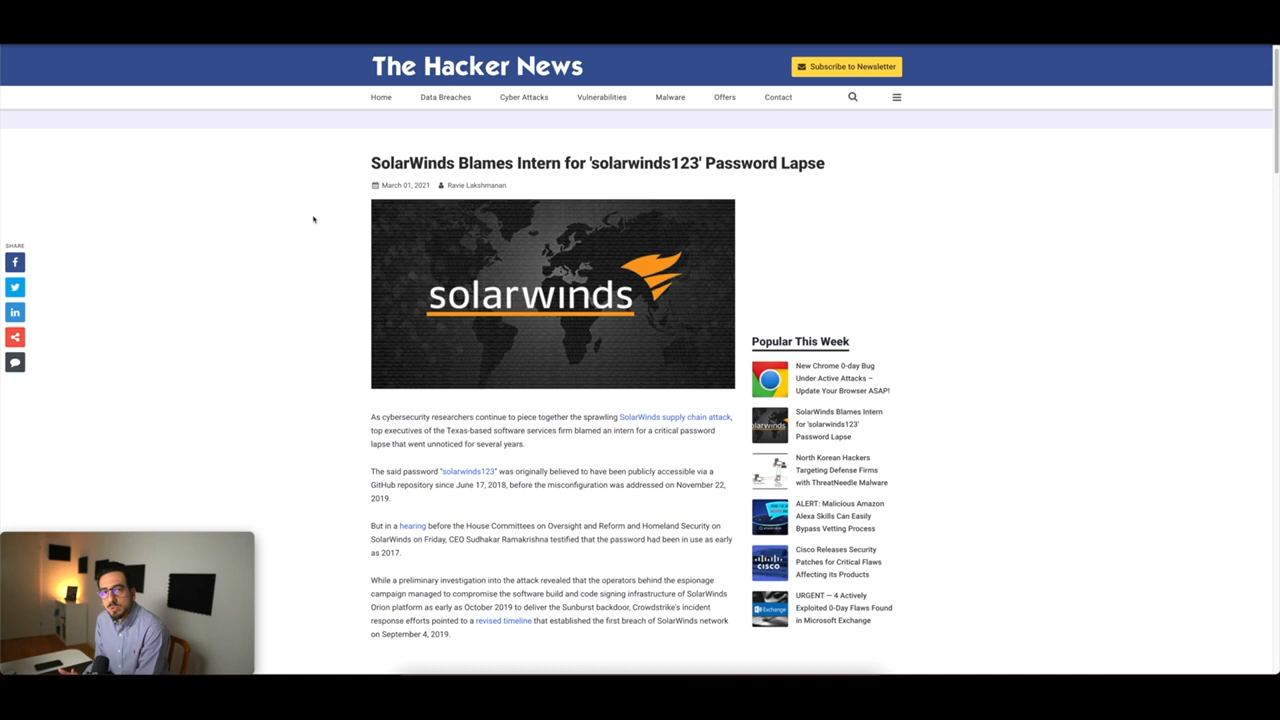 The Hacker News
Subscribe to Newsletter
Home
Data Breaches
Cyber Attacks
Vulnerabilities
Malware
Offers
Contact
SolarWinds Blames Intern for 'solarwinds123' Password Lapse
March 01, 2021
Ravie Lakshmanan
SHARE
solarwinds
As cybersecurity researchers continue to piece together the sprawling SolarWinds supply chain attack,
top executives of the Texas-based software services firm blamed an intern for a critical password
lapse that went unnoticed for several years.
The said password "solarwinds123" was originally believed to have been publicly accessible via a
GitHub repository since June 17, 2018, before the misconfiguration was addressed on November 22,
2019.
But in a hearing before the House Committees on Oversight and Reform and Homeland Security on
SolarWinds on Friday, CEO Sudhakar Ramakrishna testified that the password had been in use as early
as 2017.
While a preliminary investigation into the attack revealed that the operators behind the espionage
campaign managed to compromise the software build and code signing infrastructure of SolarWinds
Orion platform as early as October 2019 to deliver the Sunburst backdoor, Crowdstrike's incident
response efforts pointed to a revised timeline that established the first breach of SolarWinds network
on September 4, 2019.
Popular This Week
New Chrome 0-day Bug
Under Active Attacks –
Update Your Browser ASAP!
SolarWinds Blames Intern
for 'solarwinds123'
Password Lapse
North Korean Hackers
Targeting Defense Firms
with ThreatNeedle Malware
ALERT: Malicious Amazon
Alexa Skills Can Easily
Bypass Vetting Process
CISCO
Cisco Releases Security
Patches for Critical Flaws
Affecting its Products
Exchange
URGENT — 4 Actively
Exploited 0-Day Flaws Found
in Microsoft Exchange